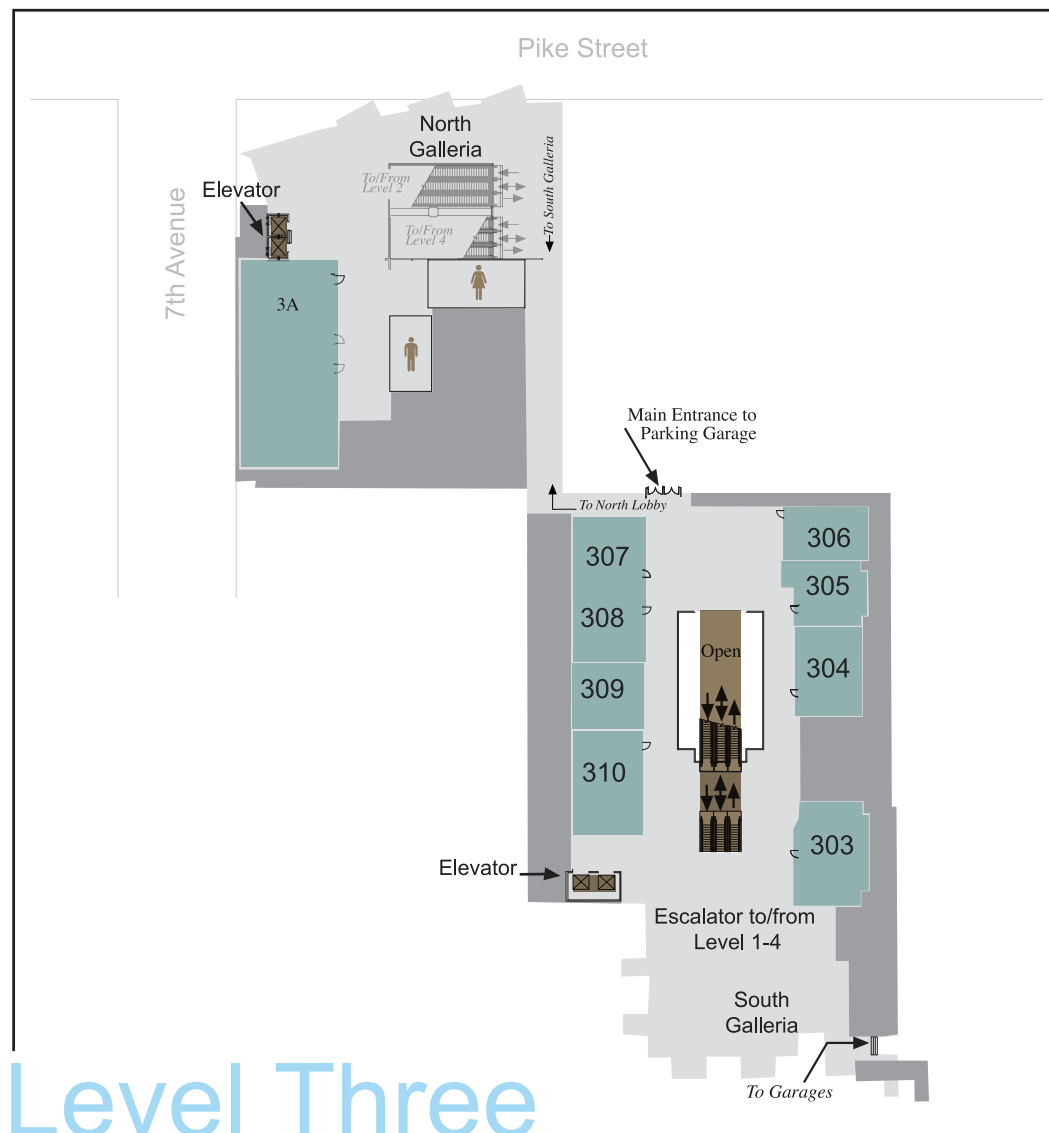 Pike Street
North
Galleria
To/From
Level 2
To South Galleria
Elevator
To/From
Level 4
7th Avenue
3A
Main Entrance to
Parking Garage
To North Lobby
307
306
305
308
Open
304
309
310
303
Elevator
Escalator to/from
Level 1-4
South
Galleria
To Garages
Level Three